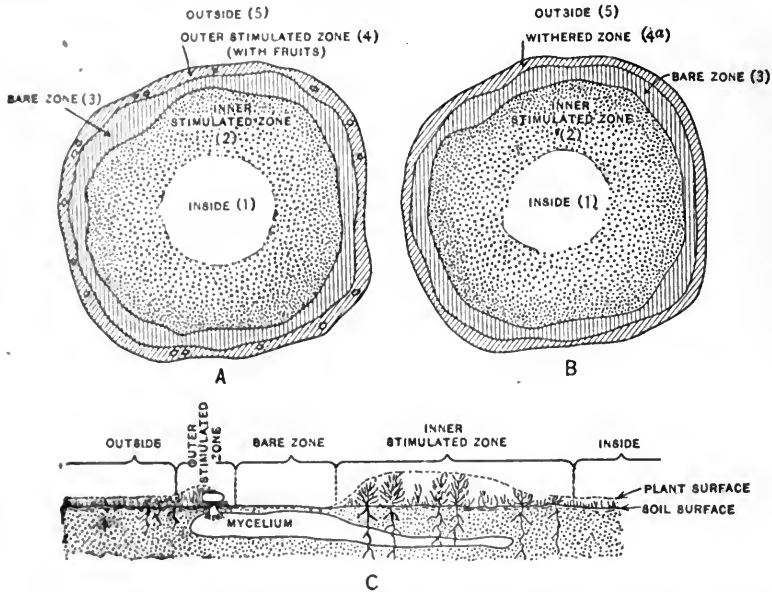 OUTSIDE (5)
OUTER STIMULATED ZONE (4)
(WITH FRUITS)
BARE ZONE (3)
INNER
STIMULATED ZONE
(2)
INSIDE (1)
A
OUTSIDE (5)
WITHERED ZONE (4a)
BARE ZONE (3)
INNER
STIMULATED ZONE
(2)
INSIDE (1)
B
OUTSIDE
OUTER
STIMULATED
ZONE
BARE ZONE
INNER
STIMULATED ZONE
INSIDE
PLANT SURFACE
SOIL SURFACE
MYCELIUM
C